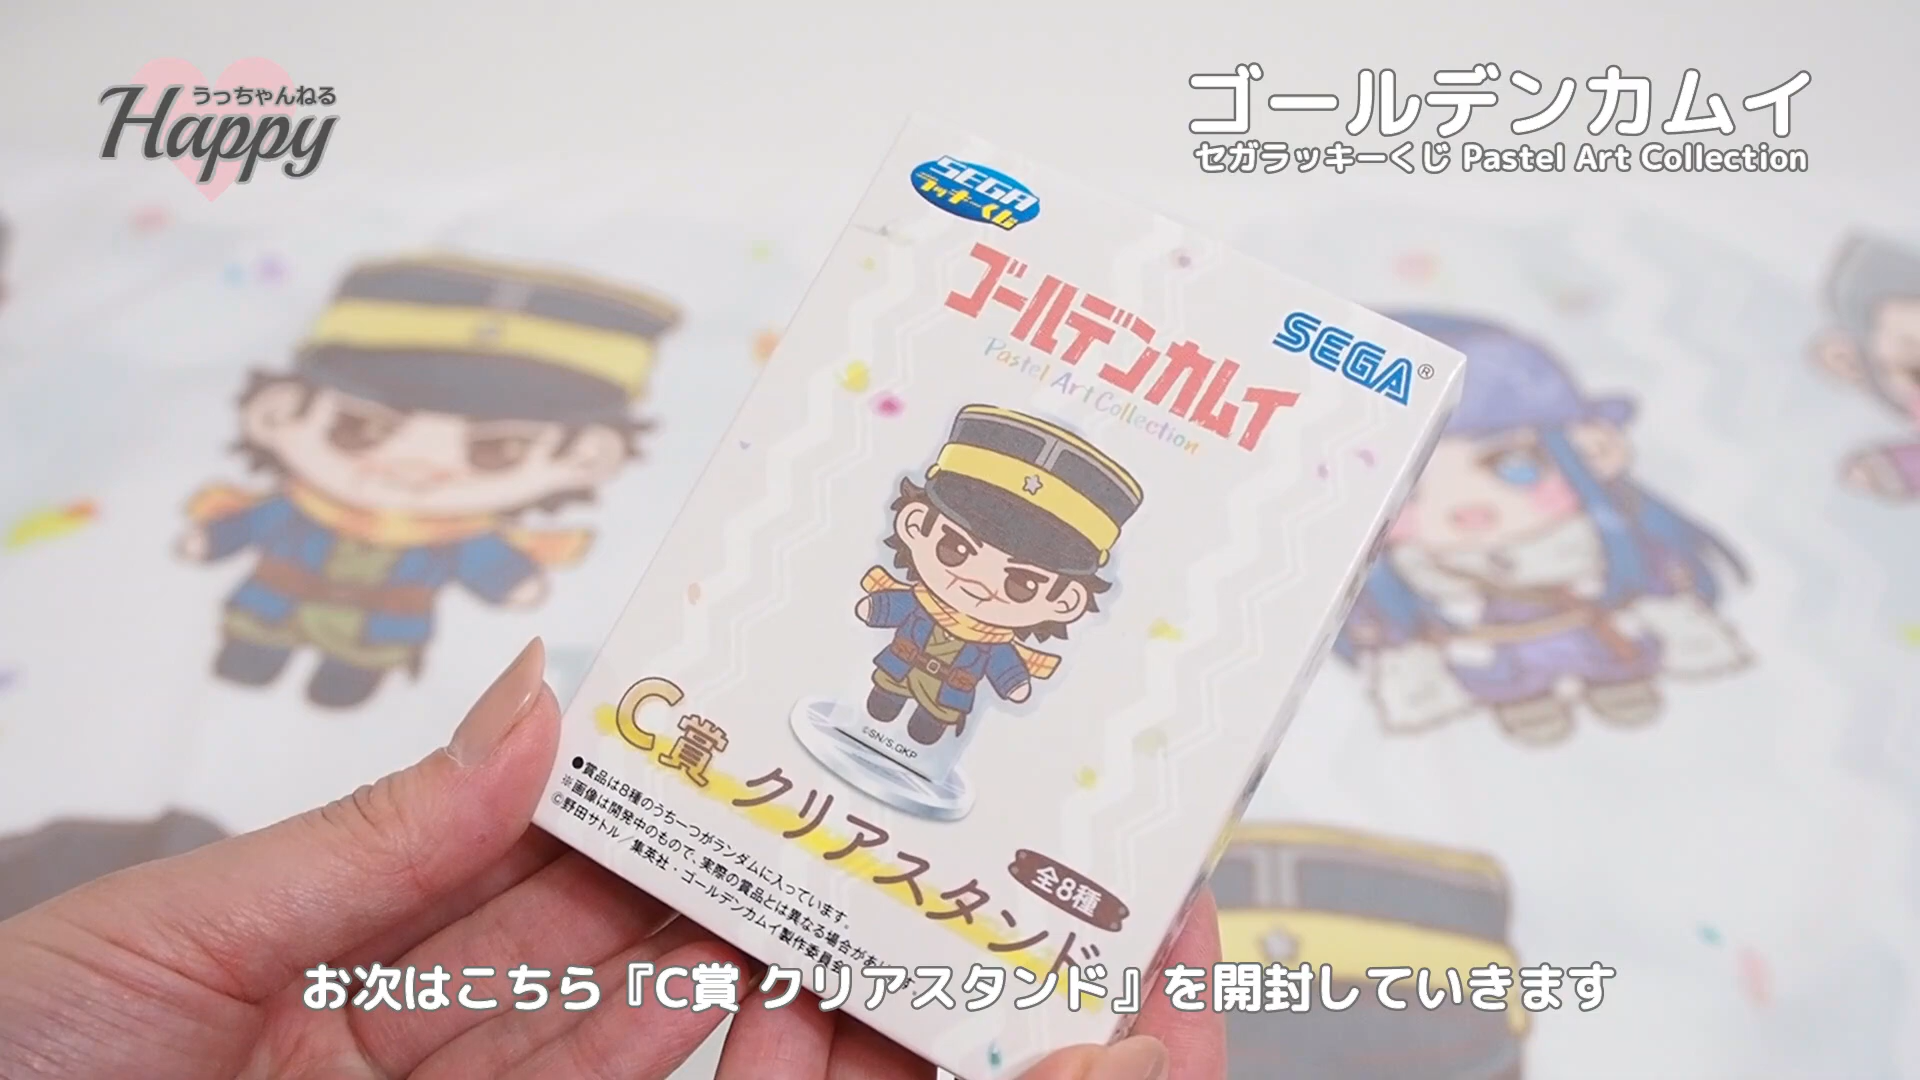 うっちゃんねる
Happy
ゴールデンカムイ
セガラッキーくじ Pastel Art Collection
SEGA
ラッキーくじ
ゴールデンカムイ
Pastel Art Collection
SEGA®
©SN/S,GKP
C賞 クリアスタンド
全8種
●賞品は8種のうち一つがランダムに入っています。
※画像は開発中のもので、実際の賞品とは異なる場合があ
©野田サトル／集英社・ゴールデンカムイ製作委員会
お次はこちら『C賞 クリアスタンド』を開封していきます